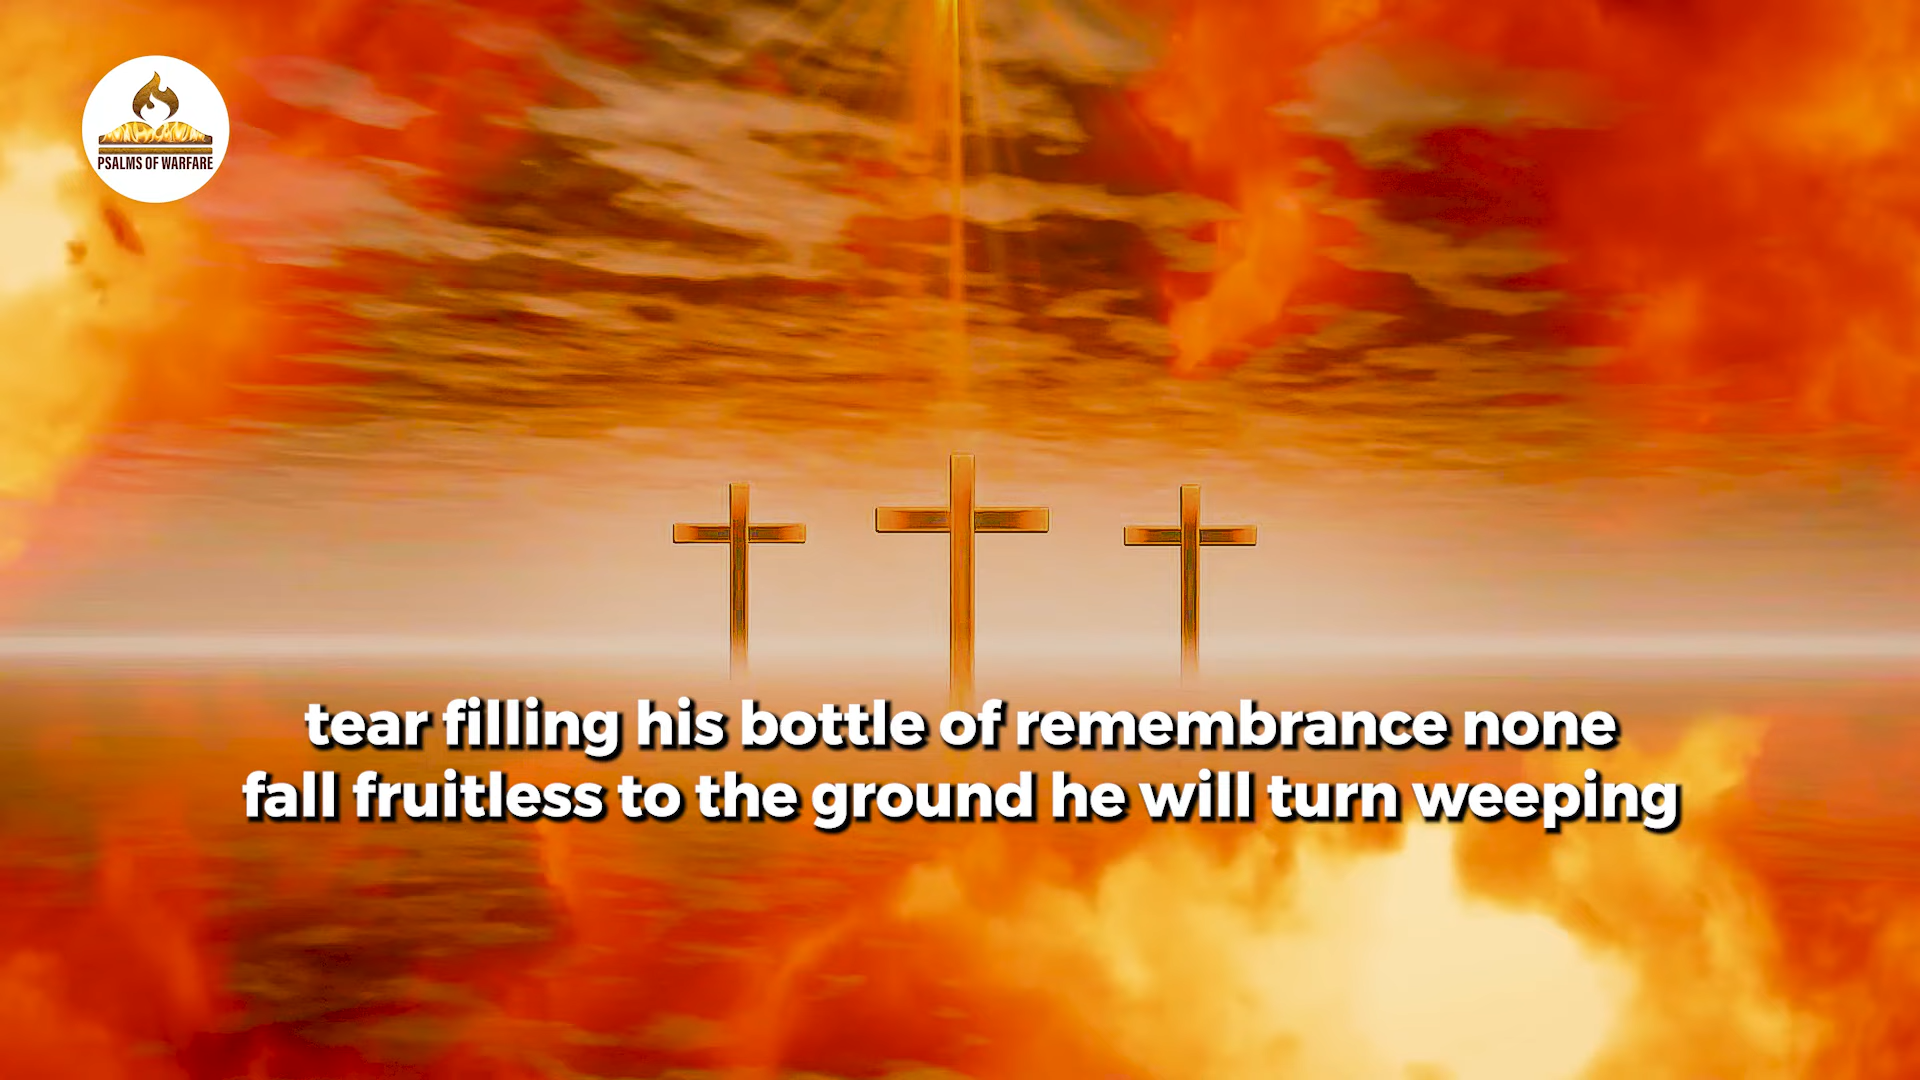 PSALMS OF WARFARE
tear filling his bottle of remembrance none
fall fruitless to the ground he will turn weeping